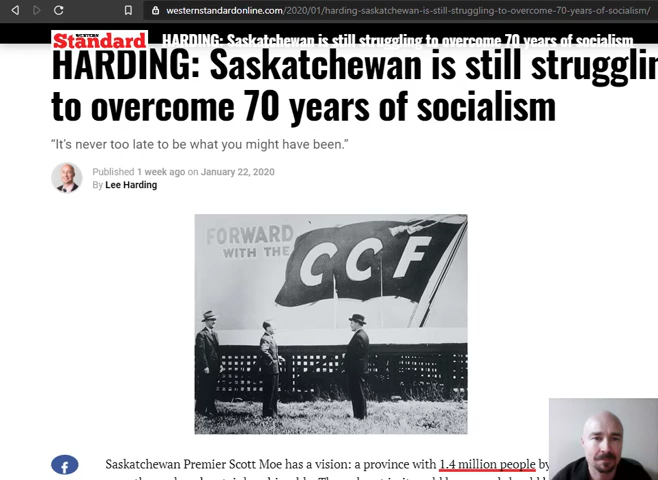 westernstandardonline.com/2020/01/harding-saskatchewan-is-still-struggling-to-overcome-70-years-of-socialism/
WESTERN
Standard
HARDING: Saskatchewan is still struggling to overcome 70 years of socialism
HARDING: Saskatchewan is still strugglin
to overcome 70 years of socialism
“It’s never too late to be what you might have been.”
Published 1 week ago on January 22, 2020
By Lee Harding
FORWARD
WITH THE
CCF
f
Saskatchewan Premier Scott Moe has a vision: a province with 1.4 million people by